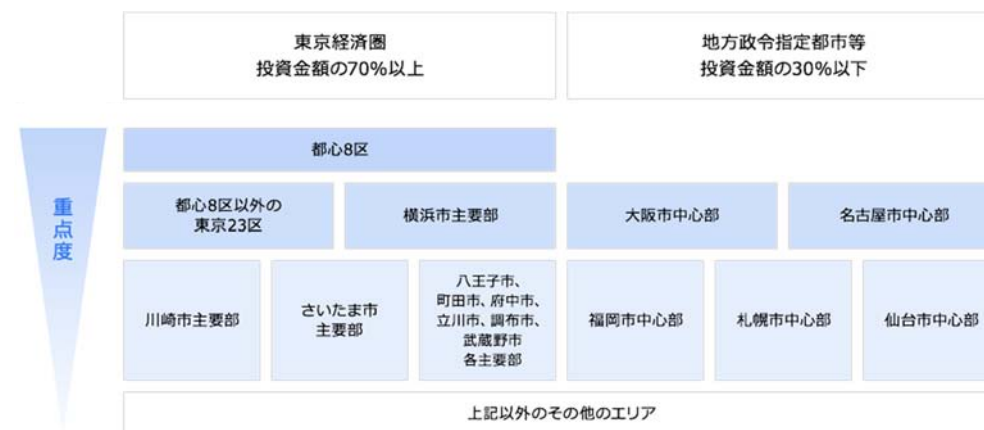 東京経済圏
投資金額の70%以上
地方政令指定都市等
投資金額の30%以下
重点度
都心8区
都心8区以外の
東京23区
横浜市主要部
大阪市中心部
名古屋市中心部
川崎市主要部
さいたま市
主要部
八王子市、
町田市、府中市、
立川市、調布市、
武蔵野市
各主要部
福岡市中心部
札幌市中心部
仙台市中心部
上記以外のその他のエリア